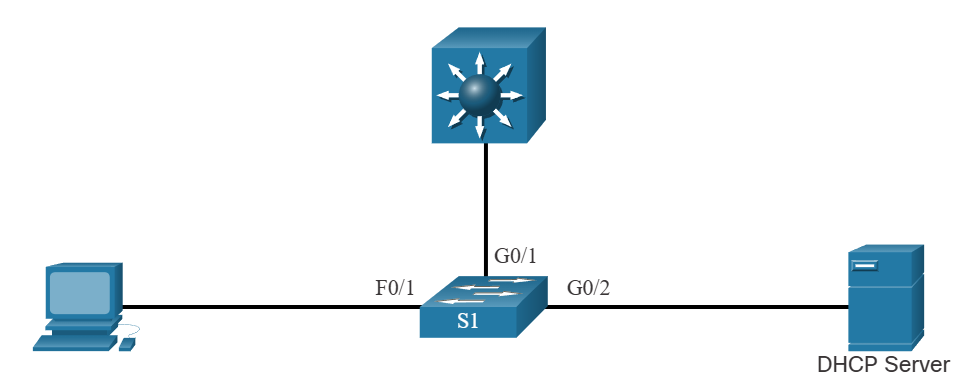 G0/1
F0/1
G0/2
S1
DHCP Server